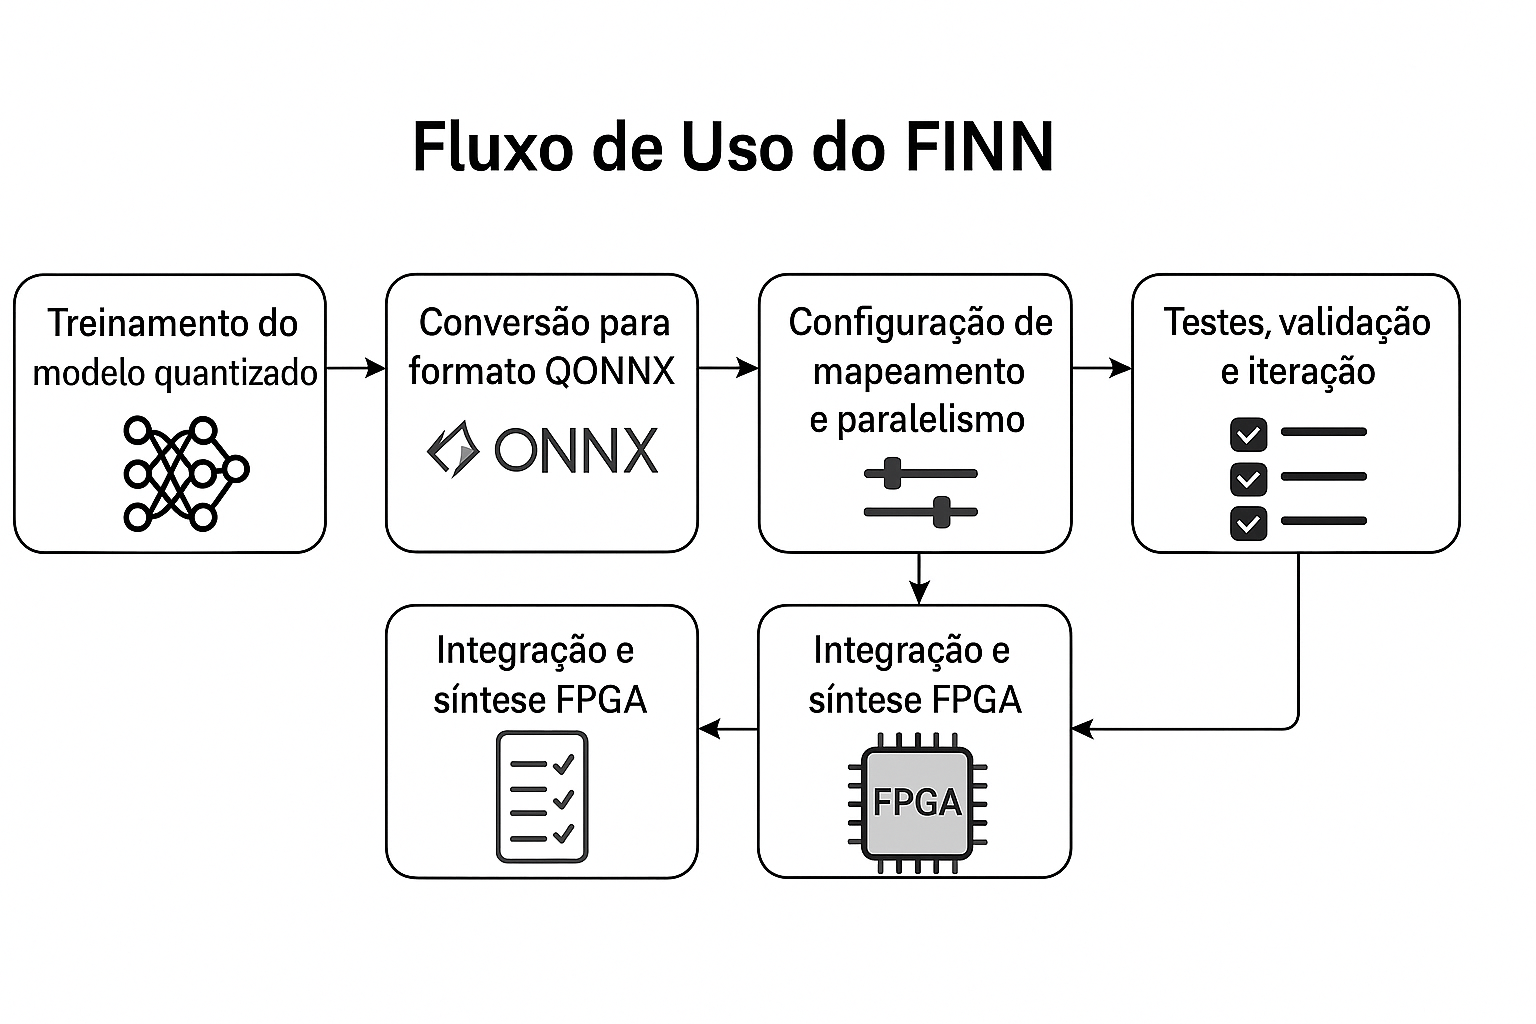 Fluxo de Uso do FINN
Treinamento do
modelo quantizado
Conversão para
formato QONNX
ONNX
Configuração de
mapeamento
e paralelismo
Testes, validação
e iteração
Integração e
síntese FPGA
Integração e
síntese FPGA
FPGA